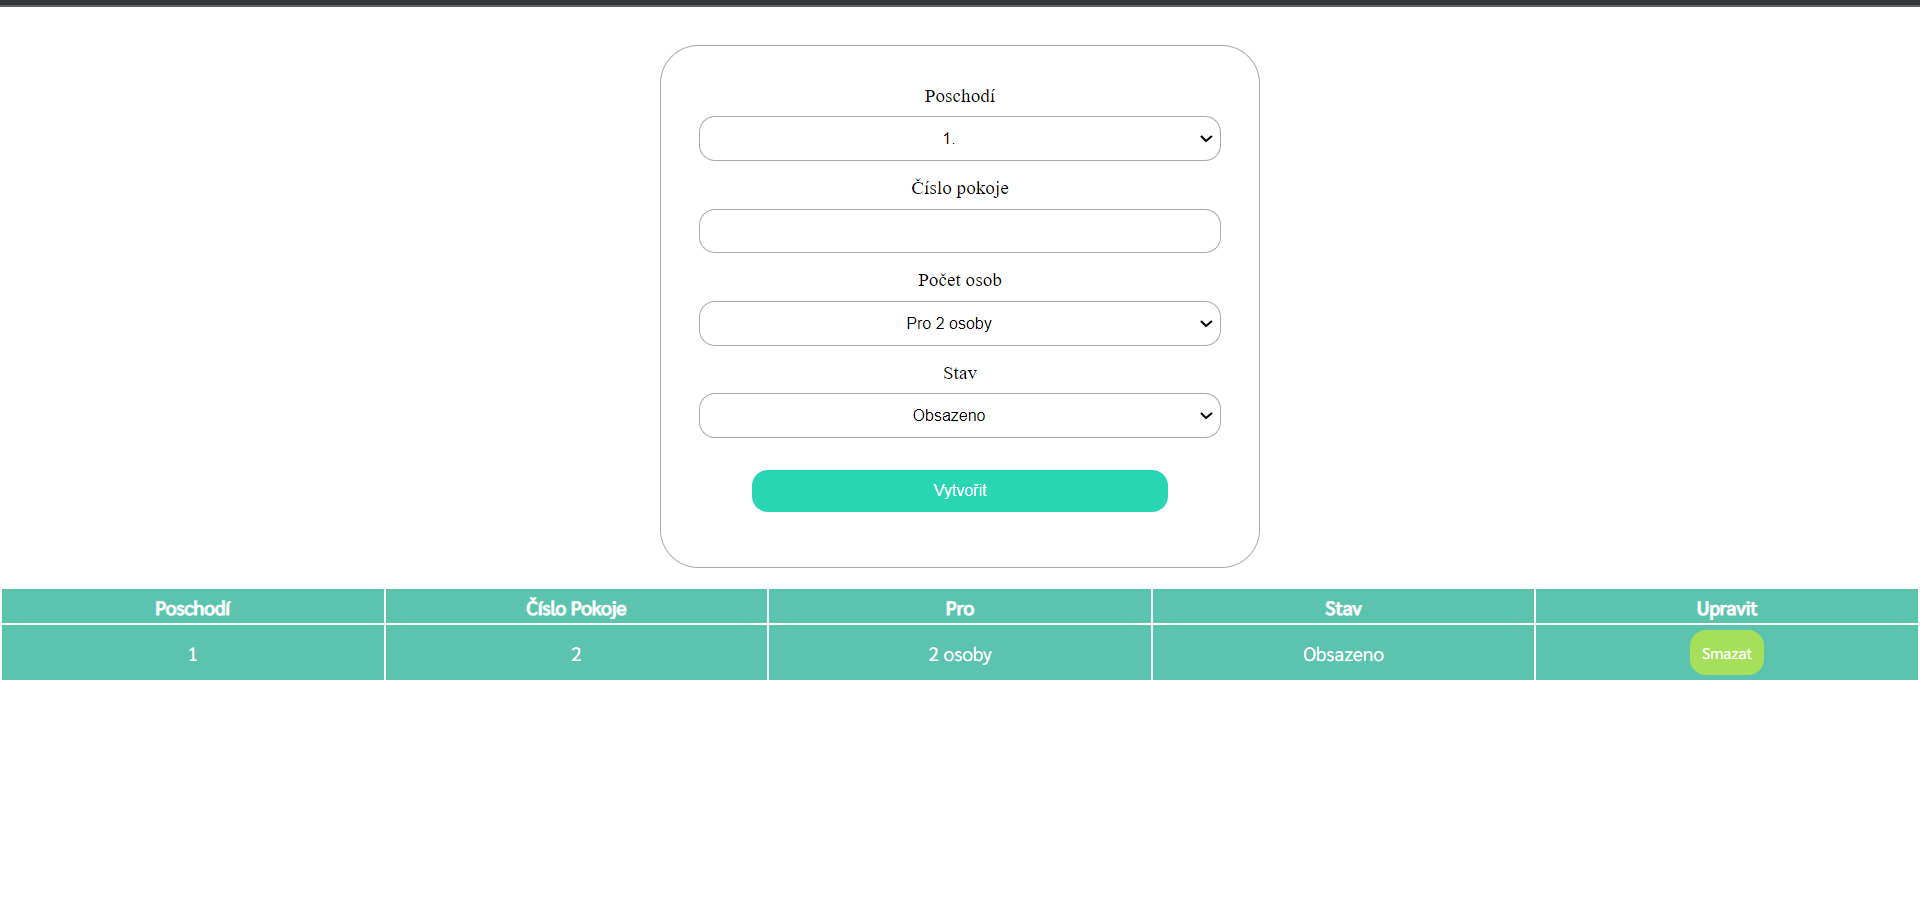 Poschodí
1.
Číslo pokoje
Počet osob
Pro 2 osoby
Stav
Obsazeno
Vytvořit
Poschodí Číslo Pokoje Pro Stav Upravit
1 2 2 osoby Obsazeno Smazat